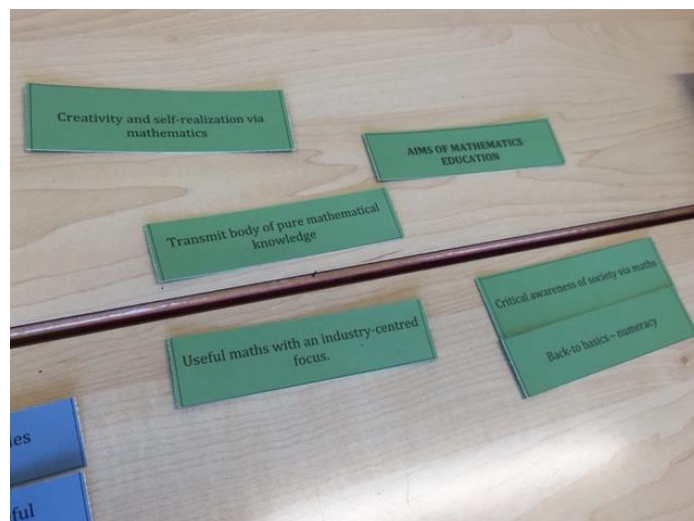 Creativity and self-realization via
mathematics
AIMS OF MATHEMATICS
EDUCATION
Transmit body of pure mathematical
knowledge
Critical awareness of society via maths
Back-to basics – numeracy
Useful maths with an industry-centred
focus.